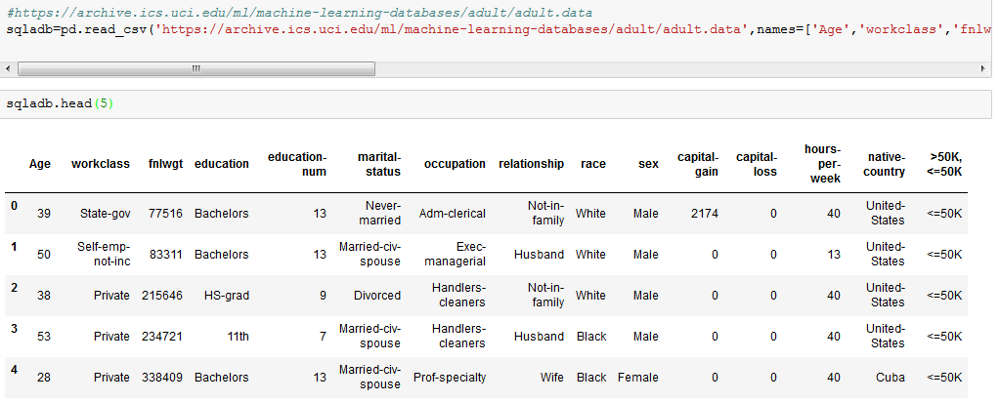 #https://archive.ics.uci.edu/ml/machine-learning-databases/adult/adult.data
sqladb=pd.read_csv('https://archive.ics.uci.edu/ml/machine-learning-databases/adult/adult.data',names=['Age','workclass','fnlw
sqladb.head(5)
Age workclass fnlwgt education education-num marital-status occupation relationship race sex capital-gain capital-loss hours-per-week native-country >50K, <=50K
0 39 State-gov 77516 Bachelors 13 Never-married Adm-clerical Not-in-family White Male 2174 0 40 United-States <=50K
1 50 Self-emp-not-inc 83311 Bachelors 13 Married-civ-spouse Exec-managerial Husband White Male 0 0 13 United-States <=50K
2 38 Private 215646 HS-grad 9 Divorced Handlers-cleaners Not-in-family White Male 0 0 40 United-States <=50K
3 53 Private 234721 11th 7 Married-civ-spouse Handlers-cleaners Husband Black Male 0 0 40 United-States <=50K
4 28 Private 338409 Bachelors 13 Married-civ-spouse Prof-specialty Wife Black Female 0 0 40 Cuba <=50K